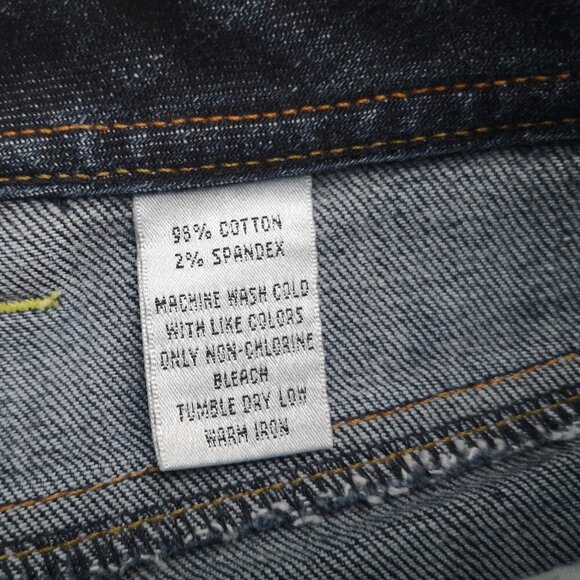 98% COTTON
2% SPANDEX
MACHINE WASH COLD
WITH LIKE COLORS
ONLY NON-CHLORINE
BLEACH
TUMBLE DRY LOW
WARM IRON